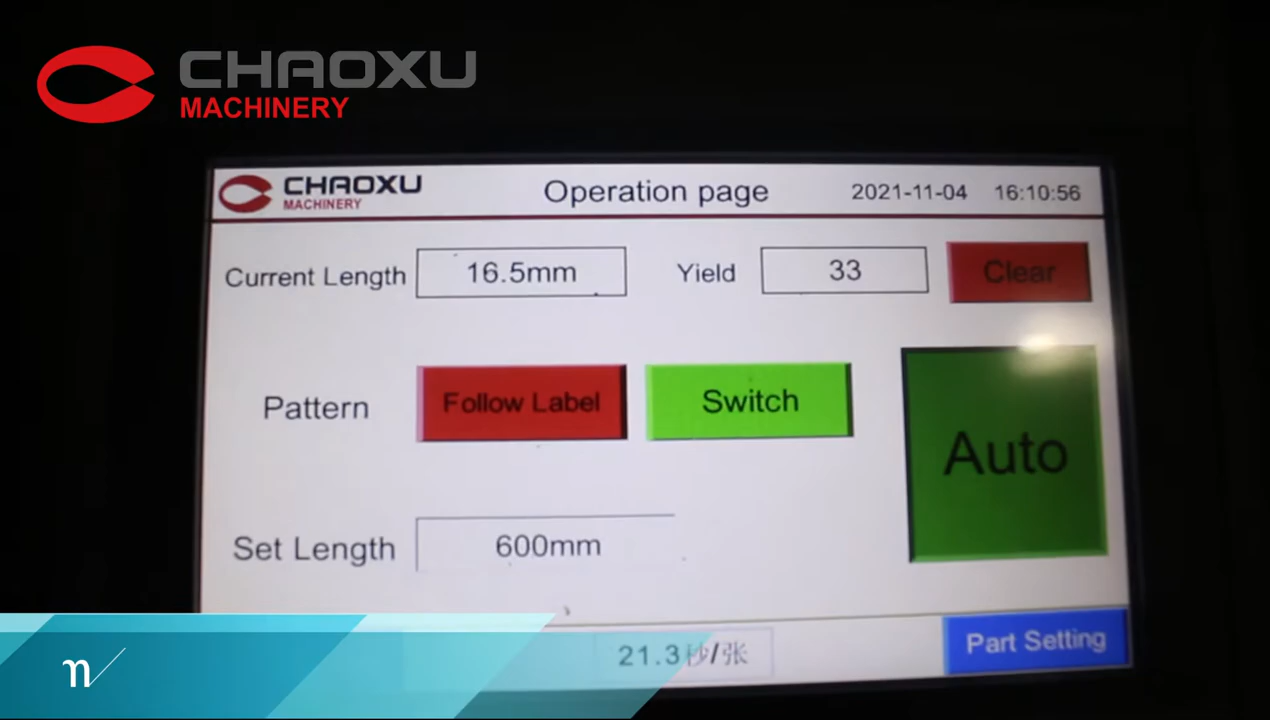 CHAOXU
MACHINERY
CHAOXU
MACHINERY
Operation page
2021-11-04 16:10:56
Current Length 16.5mm Yield 33 Clear
Pattern Follow Label Switch
Auto
Set Length 600mm
21.3秒/张
Part Setting